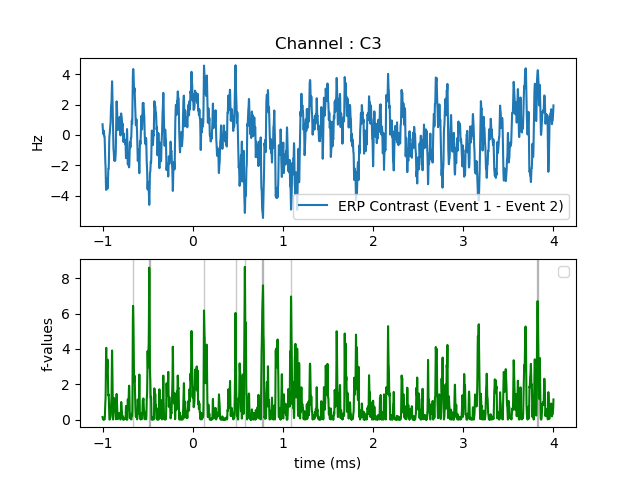 Channel : C3
Hz
4
2
0
−2
−4
ERP Contrast (Event 1 - Event 2)
−1 0 1 2 3 4
f-values
8
6
4
2
0
−1 0 1 2 3 4
time (ms)